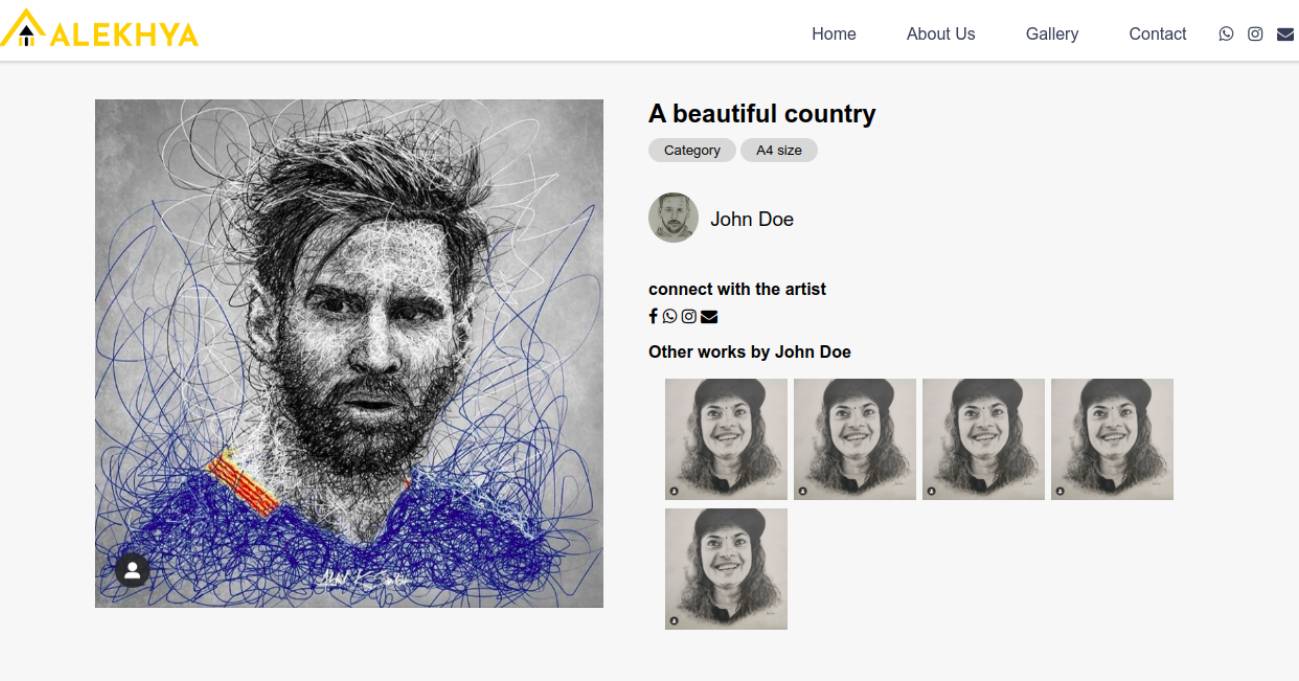 ALEKHYA
Home About Us Gallery Contact
A beautiful country
Category A4 size
John Doe
connect with the artist
Other works by John Doe